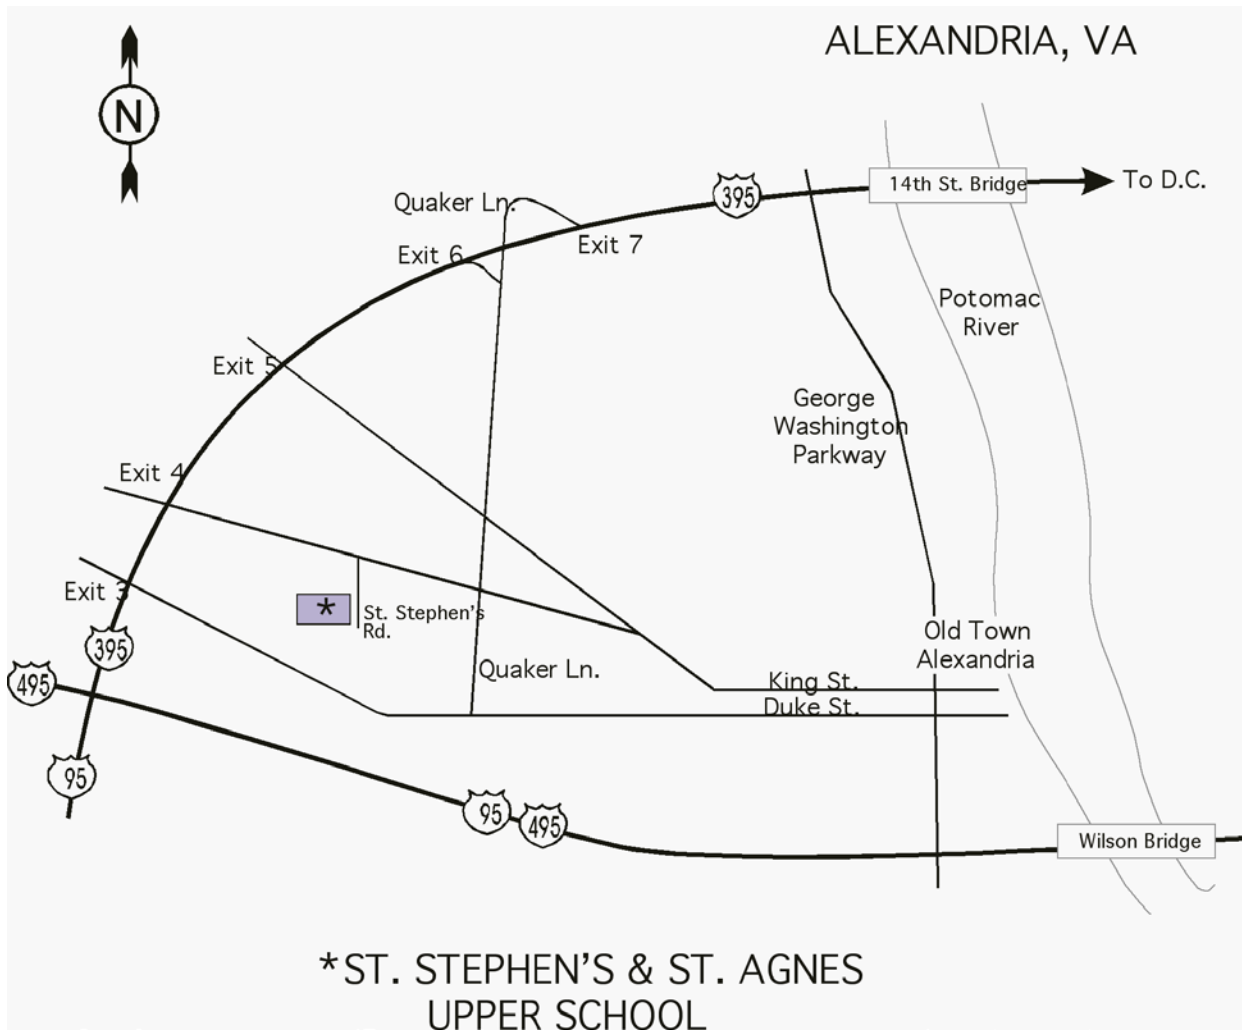 ALEXANDRIA, VA
N
14th St. Bridge
To D.C.
395
Quaker Ln.
Exit 7
Exit 6
Potomac
River
Exit 5
George
Washington
Parkway
Exit 4
Exit 3
*
St. Stephen's
Rd.
395
Old Town
Alexandria
Quaker Ln.
495
King St.
Duke St.
95
95
495
Wilson Bridge
*ST. STEPHEN'S & ST. AGNES
UPPER SCHOOL